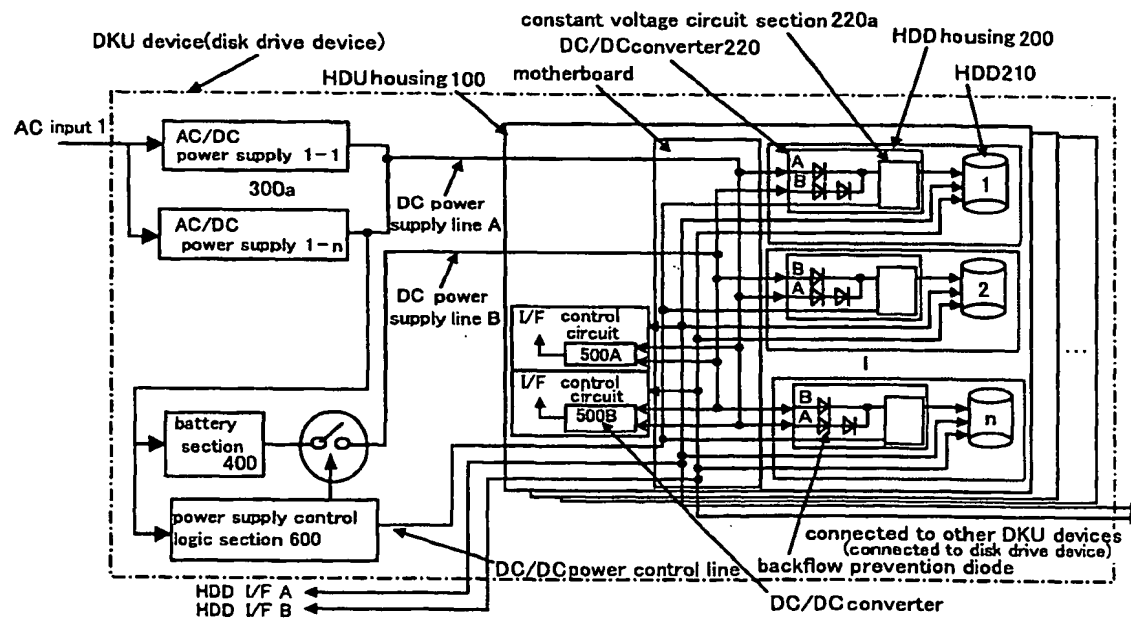 constant voltage circuit section 220a
DKU device(disk drive device)
DC/DCconverter220
HDD housing 200
HDU housing 100
motherboard
HDD210
AC input 1
AC/DC
power supply 1-1
300a
AC/DC
power supply 1-n
DC power
supply line A
DC power
supply line B
A
B
1
B
A
2
I/F control
circuit
500A
I/F control
circuit
500B
B
A
n
...
battery
section
400
power supply control
logic section 600
connected to other DKU devices
(connected to disk drive device)
backflow prevention diode
DC/DCpower control line
DC/DCconverter
HDD I/F A
HDD I/F B